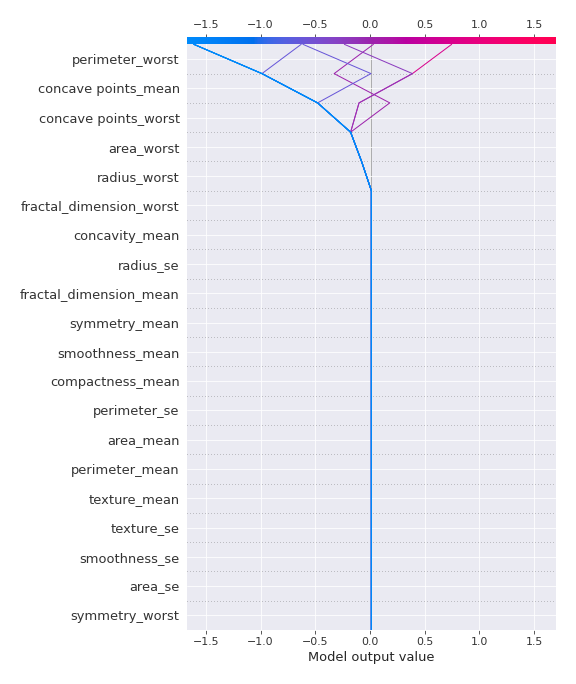 −1.5 −1.0 −0.5 0.0 0.5 1.0 1.5
perimeter_worst
concave points_mean
concave points_worst
area_worst
radius_worst
fractal_dimension_worst
concavity_mean
radius_se
fractal_dimension_mean
symmetry_mean
smoothness_mean
compactness_mean
perimeter_se
area_mean
perimeter_mean
texture_mean
texture_se
smoothness_se
area_se
symmetry_worst
−1.5 −1.0 −0.5 0.0 0.5 1.0 1.5
Model output value